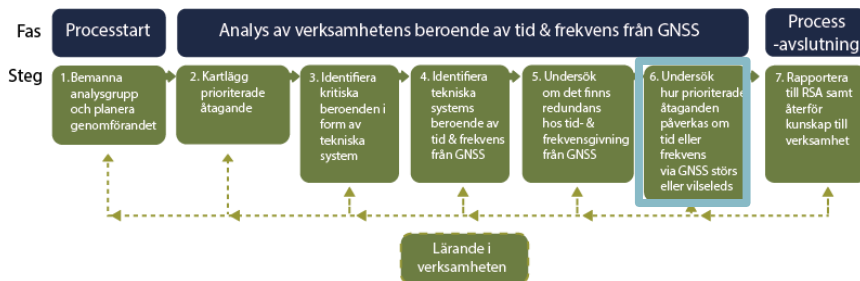 Fas
Processtart
Analys av verksamhetens beroende av tid & frekvens från GNSS
Process
-avslutning
Steg
1. Bemanna
analysgrupp
och planera
genomförandet
2. Kartlägg
prioriterade
åtagande
3. Identifiera
kritiska
beroenden i
form av
tekniska
system
4. Identifiera
tekniska
systems
beroende av
tid & frekvens
från GNSS
5. Undersök
om det finns
redundans
hos tid- &
frekvensgivning
från GNSS
6. Undersök
hur prioriterade
åtaganden
påverkas om
tid eller
frekvens
via GNSS störs
eller vilseleds
7. Rapportera
till RSA samt
återför
kunskap till
verksamhet
Lärande i
verksamheten